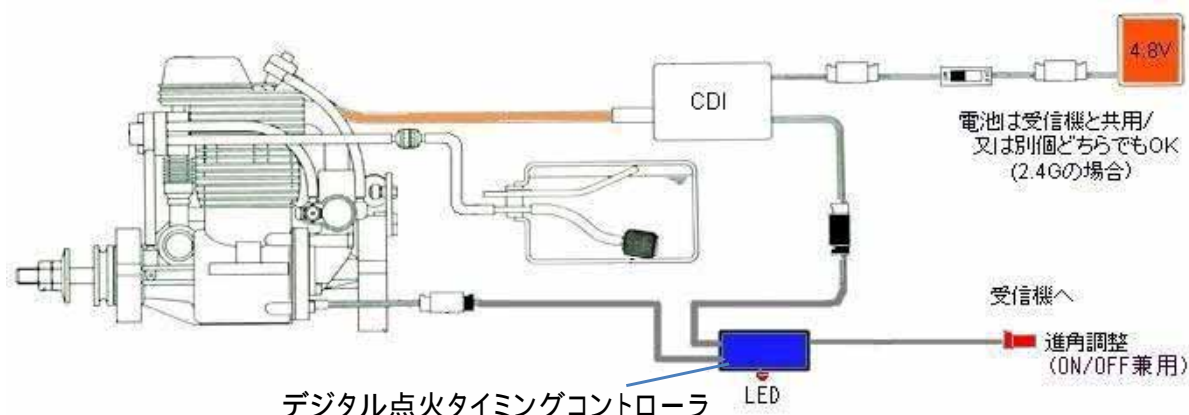 4.8V
CDI
電池は受信機と共用/
又は別個どちらでもOK
(2.4Gの場合)
受信機へ
進角調整
(ON/OFF兼用)
LED
デジタル点火タイミングコントローラ